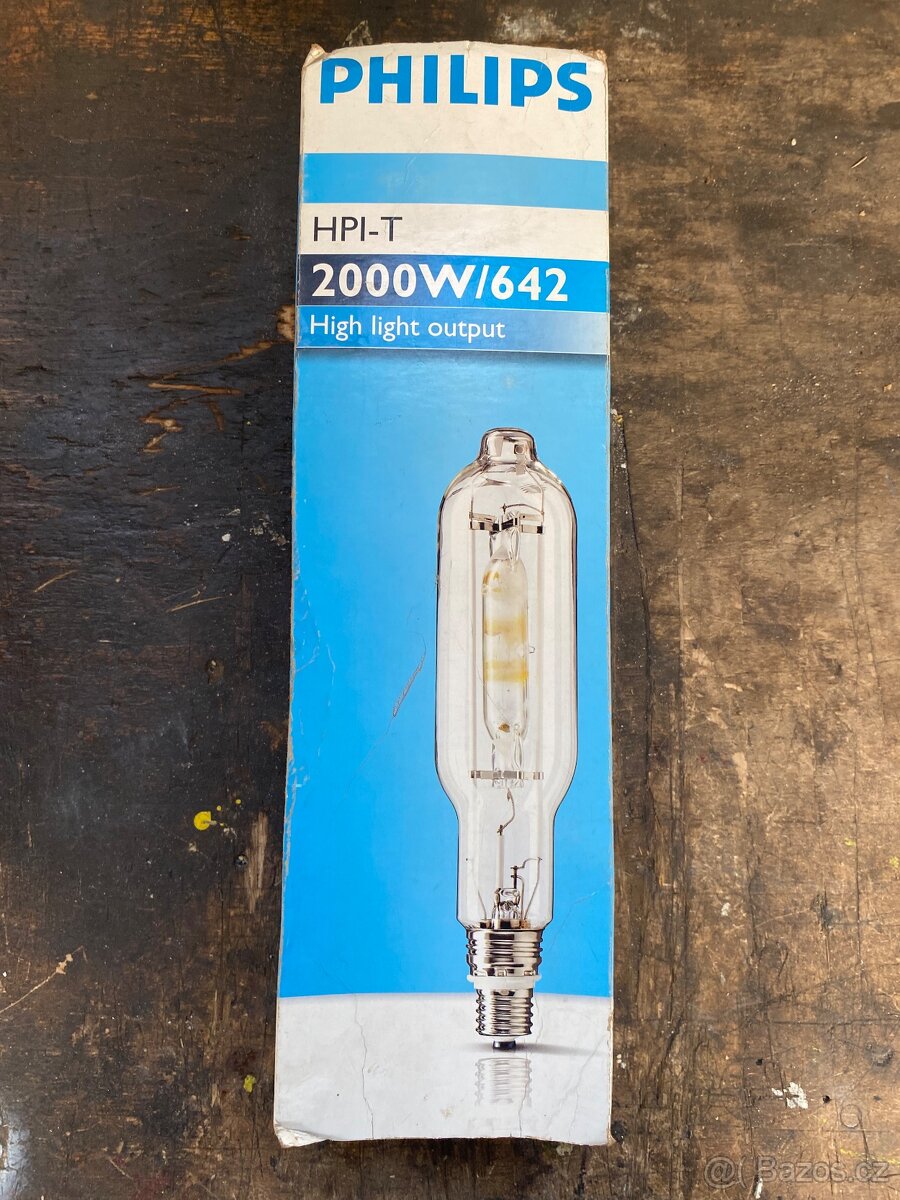 PHILIPS
HPI-T
2000W/642
High light output
@ Bazos.cz